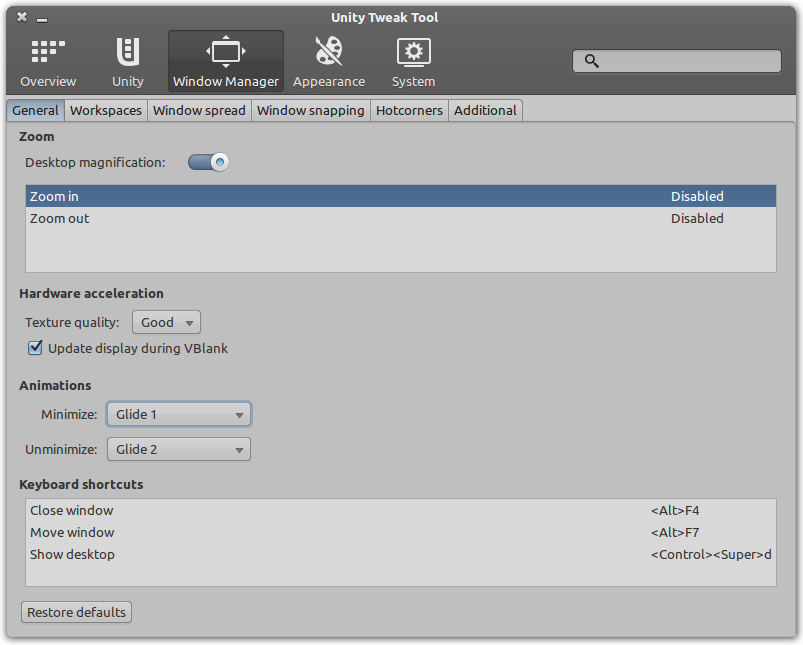 Unity Tweak Tool
Overview Unity Window Manager Appearance System
General Workspaces Window spread Window snapping Hotcorners Additional
Zoom
Desktop magnification:
Zoom in Disabled
Zoom out Disabled
Hardware acceleration
Texture quality: Good
Update display during VBlank
Animations
Minimize: Glide 1
Unminimize: Glide 2
Keyboard shortcuts
Close window <Alt>F4
Move window <Alt>F7
Show desktop <Control><Super>d
Restore defaults